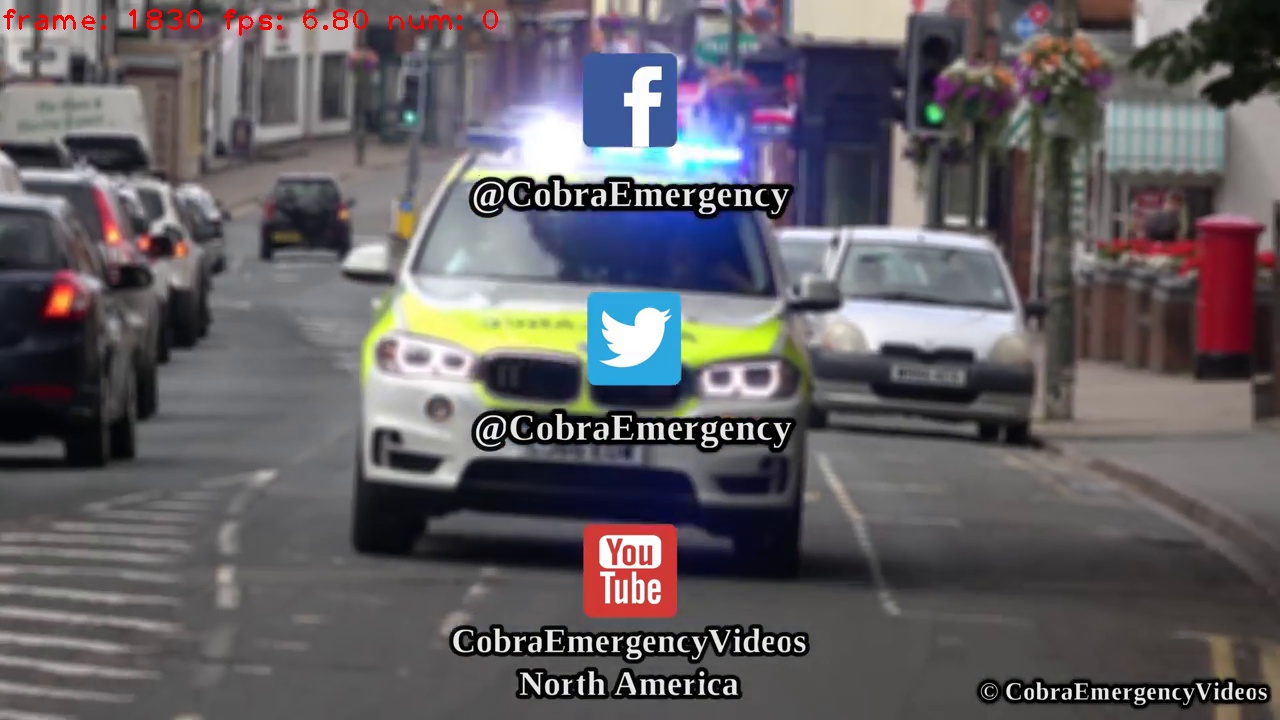 frame: 1830 fps: 6.80 num: 0
f
@CobraEmergency
@CobraEmergency
You
Tube
CobraEmergencyVideos
North America
© CobraEmergencyVideos